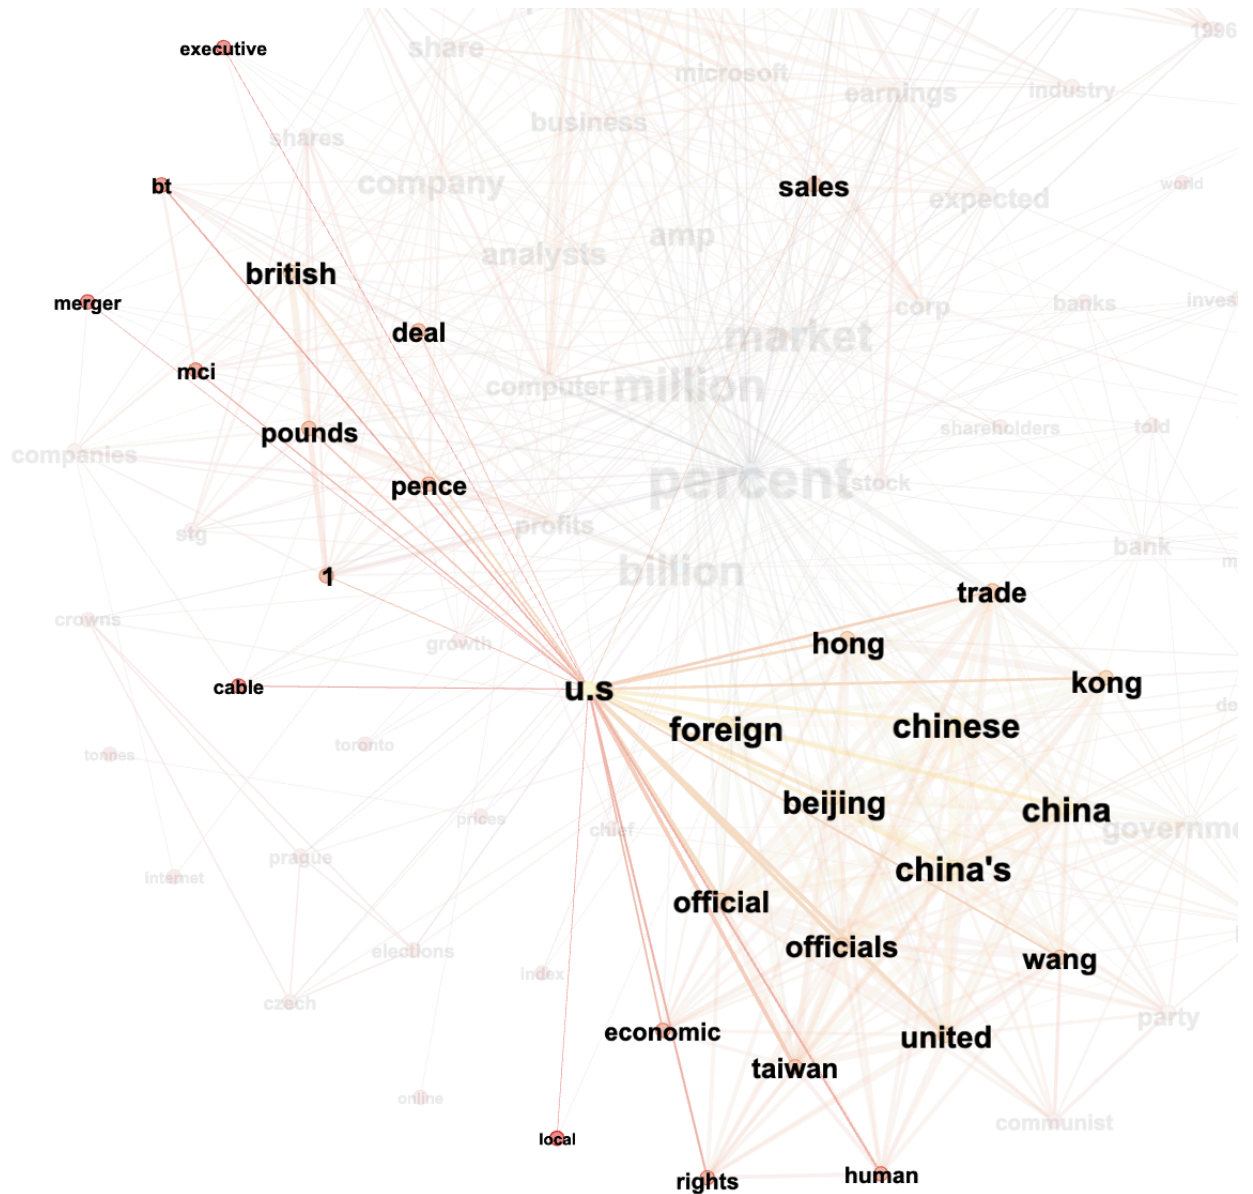 executive
share
1996
microsoft
earnings
industry
business
shares
bt
company
sales
world
expected
amp
analysts
british
merger
deal
corp
banks
market
mci
computer
million
pounds
shareholders
told
companies
percent
stock
pence
profits
stg
bank
billion
1
trade
crowns
growth
hong
cable
u.s
kong
foreign
chinese
toronto
tonnes
beijing
china
prices
chief
prague
china's
internet
official
officials
elections
wang
index
czech
party
economic
united
taiwan
online
communist
local
rights
human